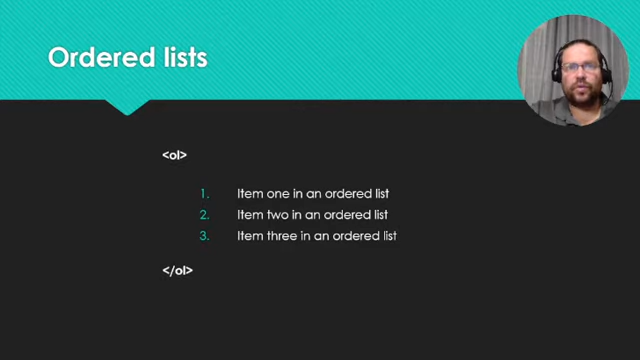 Ordered lists
<ol>
1. Item one in an ordered list
2. Item two in an ordered list
3. Item three in an ordered list
</ol>